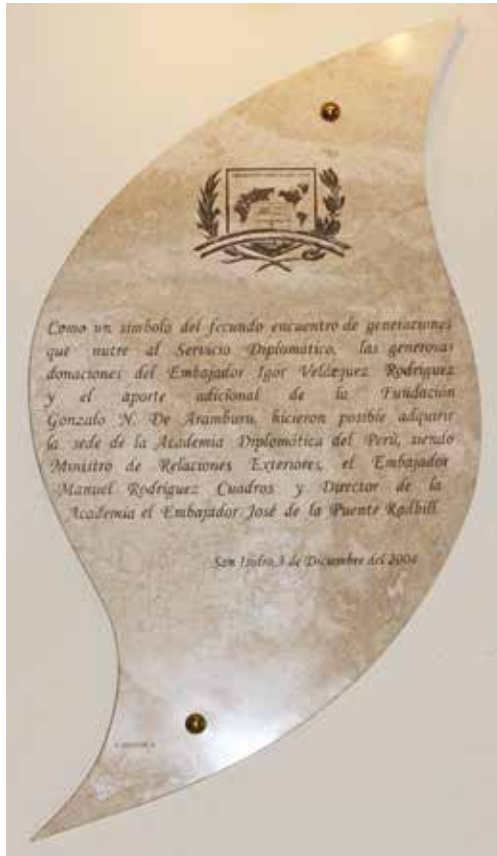 Como un símbolo del fecundo encuentro de generaciones
que nutre al Servicio Diplomático, las generosas
donaciones del Embajador Igor Velázquez Rodríguez
y el aporte adicional de la Fundación
Gonzalo N. De Aramburu, hicieron posible adquirir
la sede de la Academia Diplomática del Perú, siendo
Ministro de Relaciones Exteriores, el Embajador
Manuel Rodríguez Cuadros y Director de la
Academia el Embajador José de la Puente Radbill.
San Isidro, 3 de Diciembre del 2004